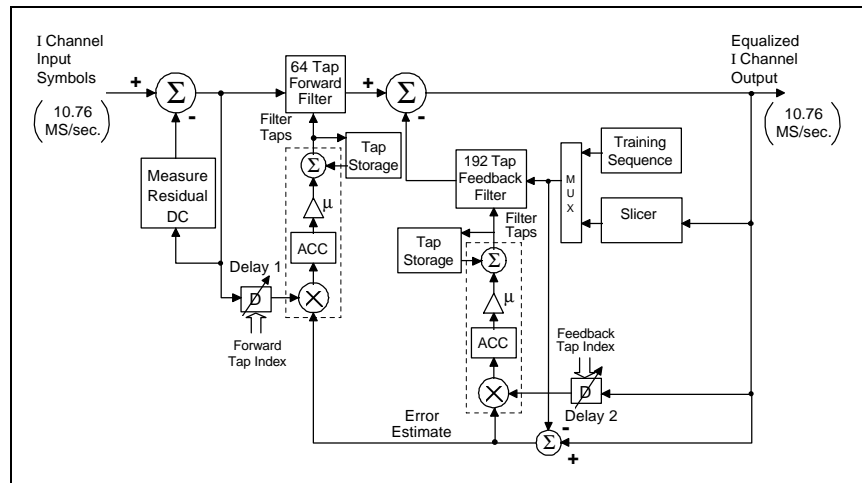 I Channel
Input
Symbols
(10.76
MS/sec.)
+
Σ
-
64 Tap
Forward
Filter
+
Σ
-
Equalized
I Channel
Output
(10.76
MS/sec.)
Filter
Taps
Tap
Storage
Σ
μ
ACC
Measure
Residual
DC
Delay 1
D
X
Forward
Tap Index
192 Tap
Feedback
Filter
MUX
Training
Sequence
Slicer
Filter
Taps
Tap
Storage
Σ
μ
ACC
X
Feedback
Tap Index
D
Delay 2
Error
Estimate
Σ
-
+